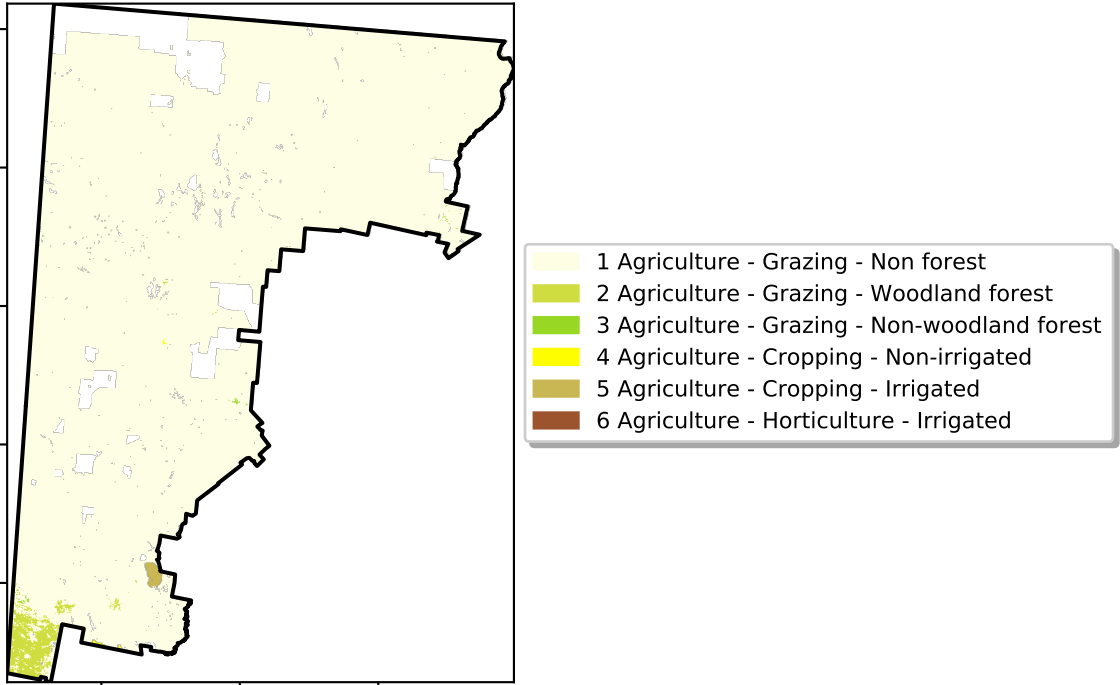 1 Agriculture - Grazing - Non forest
2 Agriculture - Grazing - Woodland forest
3 Agriculture - Grazing - Non-woodland forest
4 Agriculture - Cropping - Non-irrigated
5 Agriculture - Cropping - Irrigated
6 Agriculture - Horticulture - Irrigated